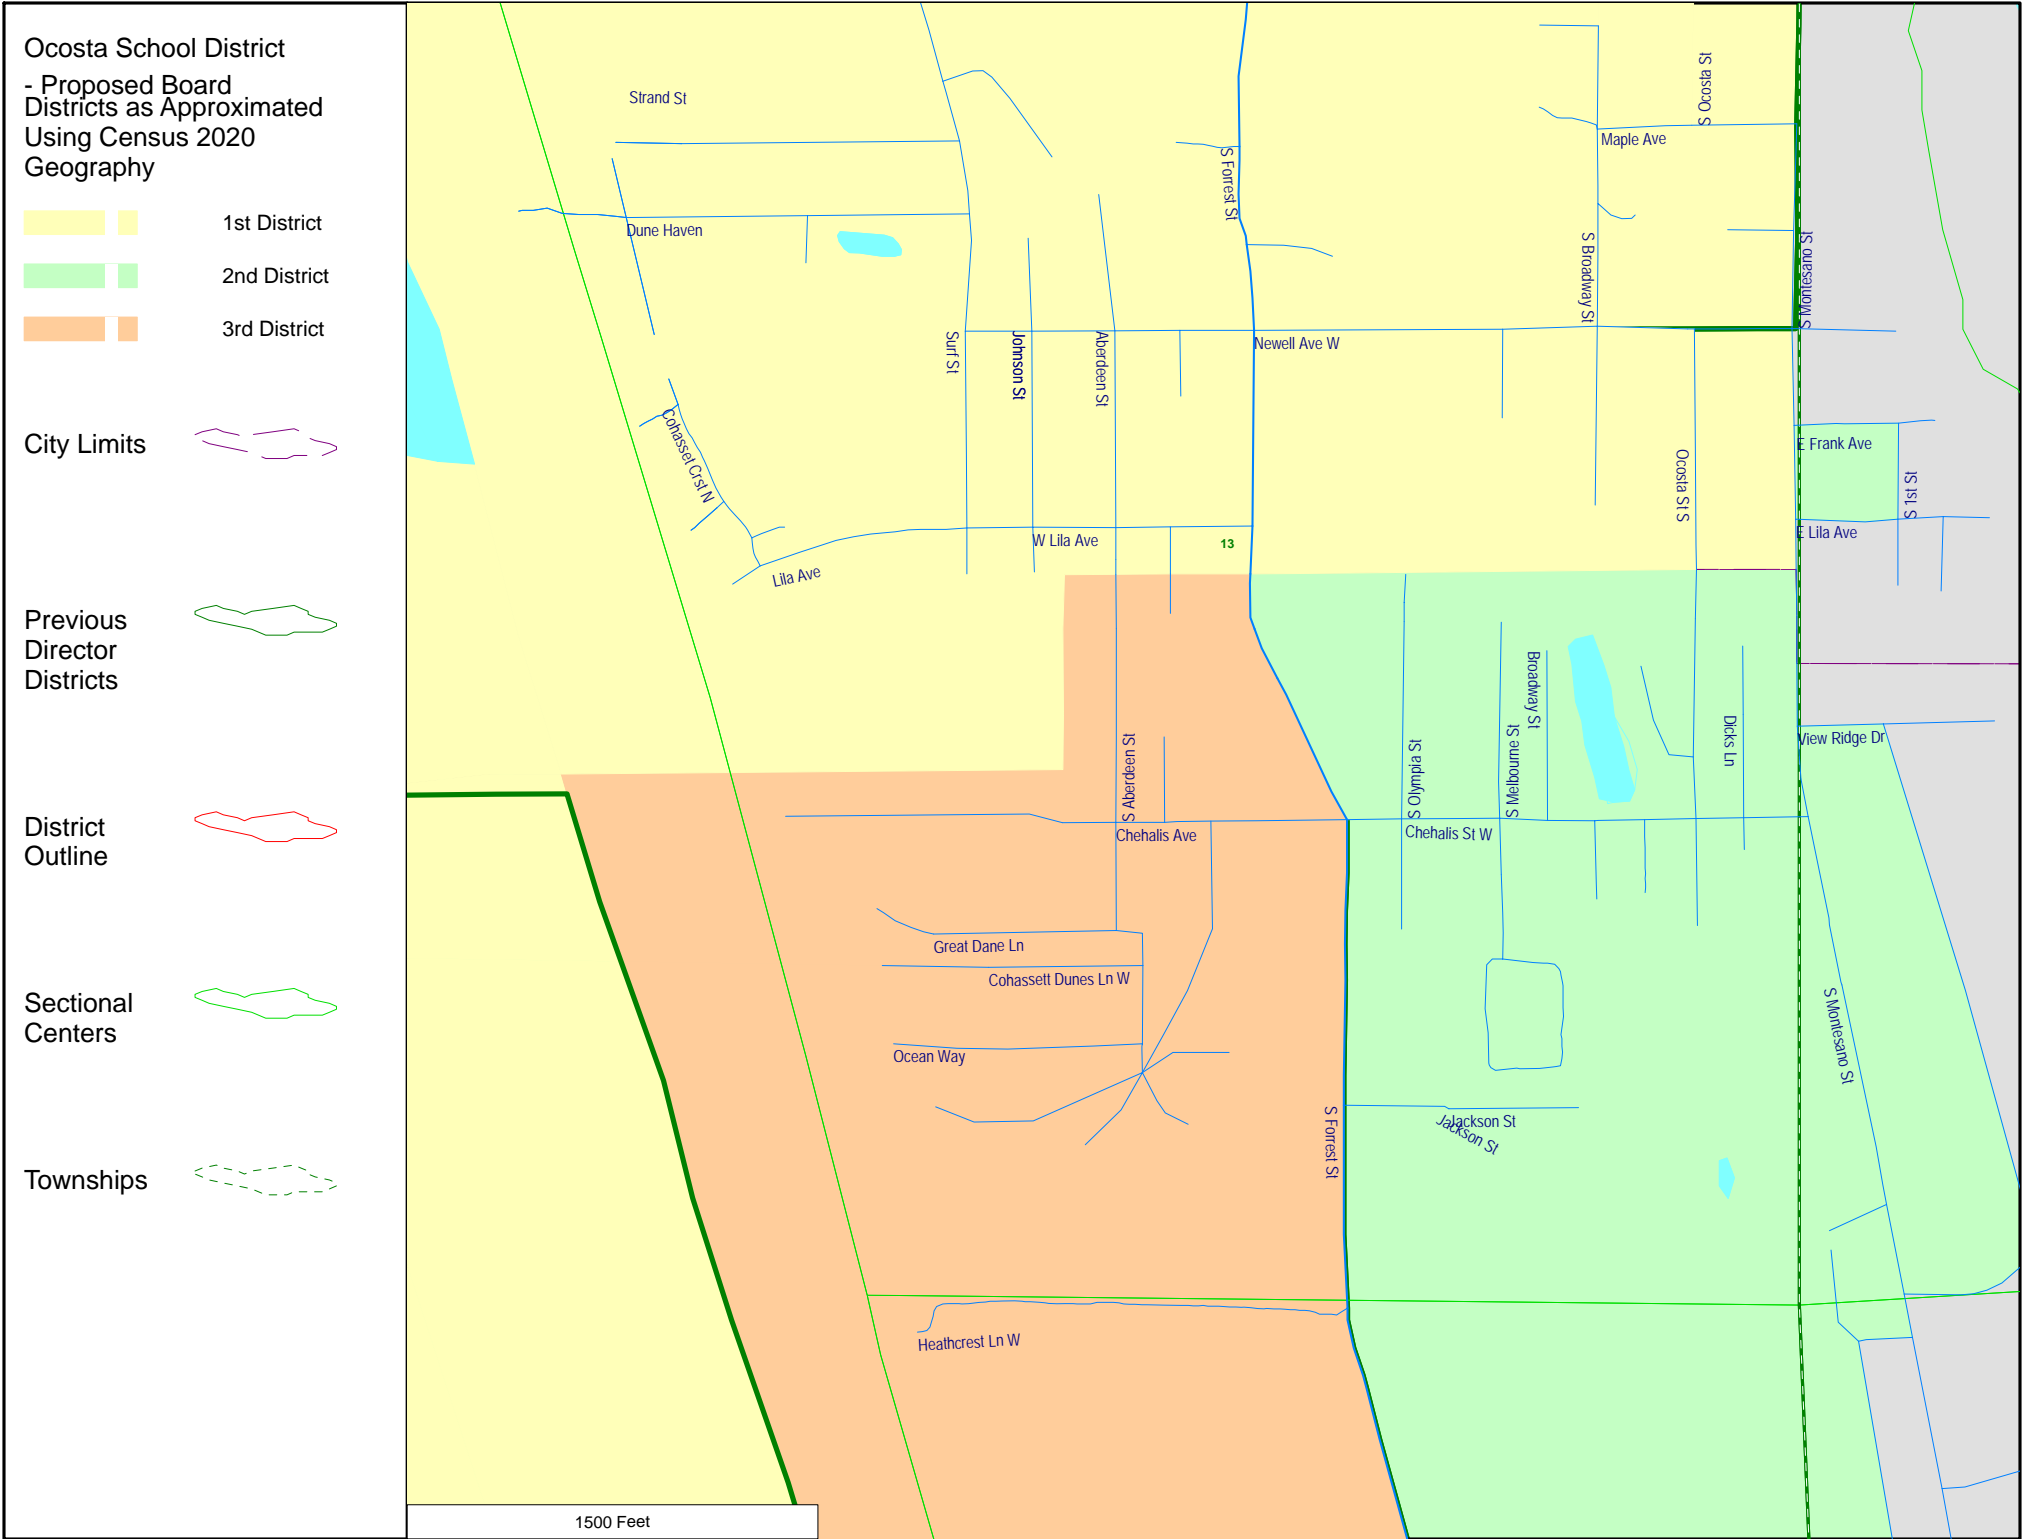 Ocosta School District
- Proposed Board
Districts as Approximated
Using Census 2020
Geography
1st District
2nd District
3rd District
City Limits
Previous
Director
Districts
District
Outline
Sectional
Centers
Townships
Strand St
Dune Haven
S Forrest St
Maple Ave
S Ocosta St
S Broadway St
S Montesano St
Surf St
Johnson St
Aberdeen St
Newell Ave W
Cohasset Crst N
Ocosta St S
E Frank Ave
S 1st St
E Lila Ave
W Lila Ave
13
Lila Ave
S Aberdeen St
Chehalis Ave
S Olympia St
S Melbourne St
Broadway St
Dicks Ln
View Ridge Dr
Chehalis St W
Great Dane Ln
Cohassett Dunes Ln W
Ocean Way
S Montesano St
S Forrest St
Jackson St
Jackson St
Heathcrest Ln W
1500 Feet